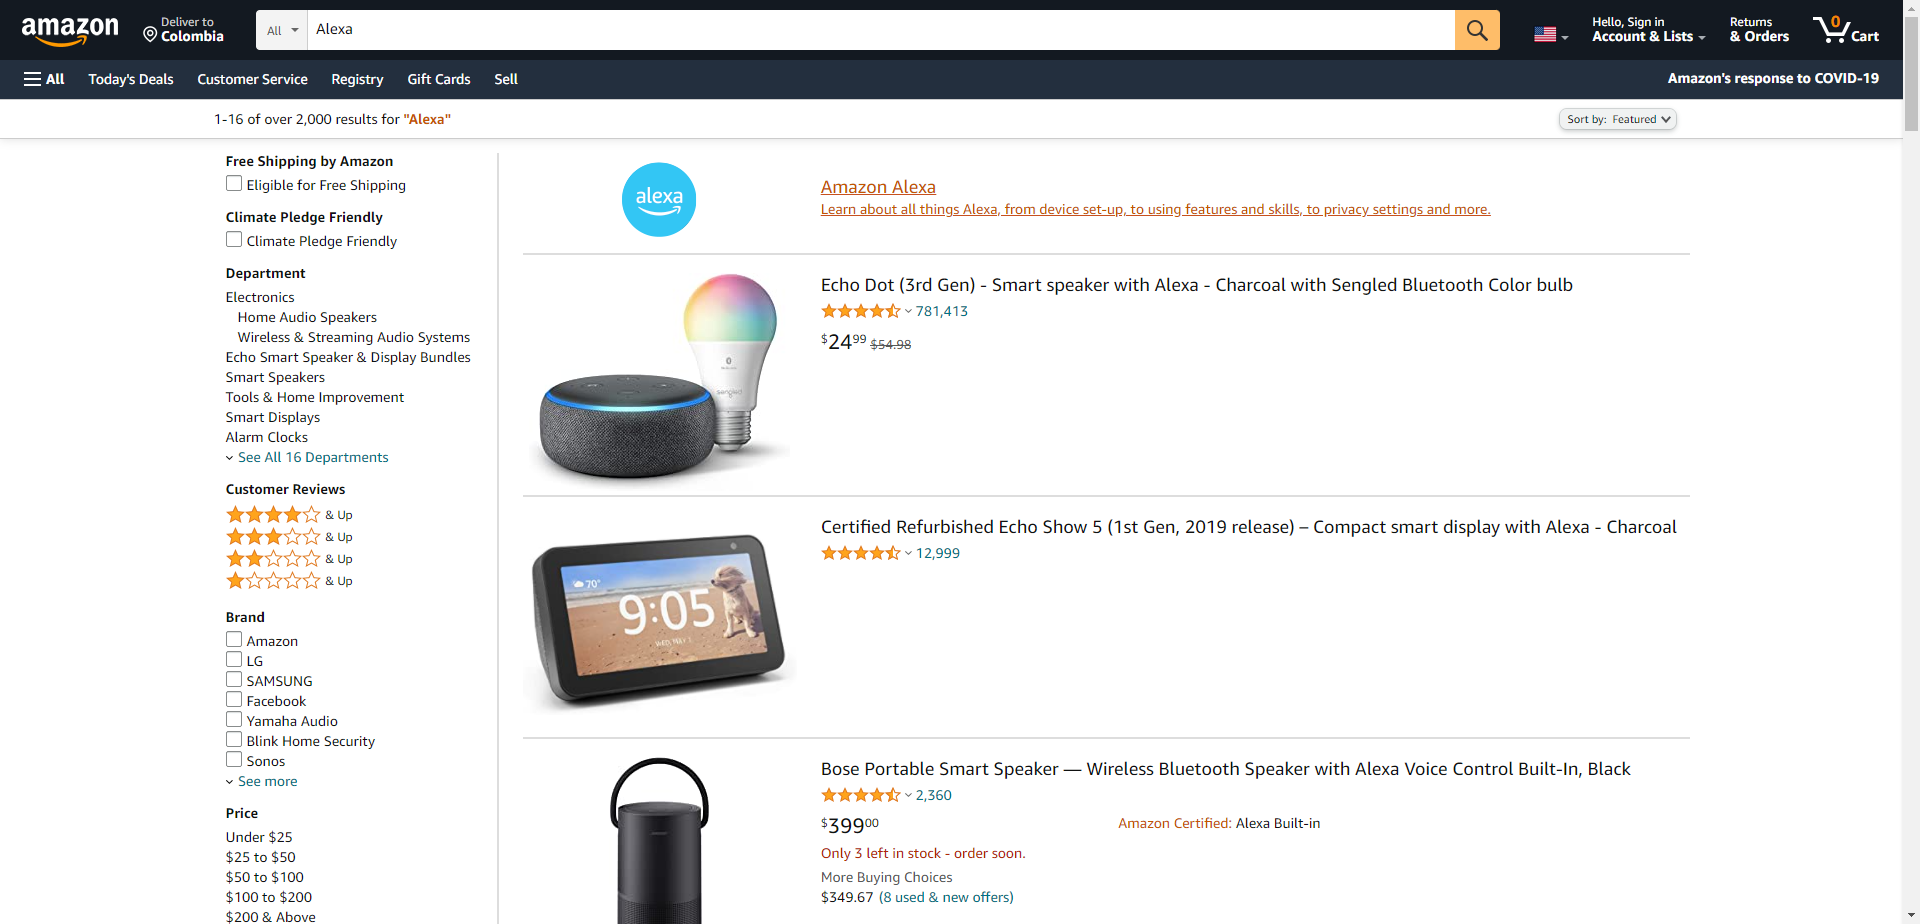 amazon
Deliver to
Colombia
All
Alexa
Hello, Sign in
Account & Lists
Returns
& Orders
0
Cart
All
Today's Deals
Customer Service
Registry
Gift Cards
Sell
Amazon's response to COVID-19
1-16 of over 2,000 results for "Alexa"
Sort by: Featured
Free Shipping by Amazon
Eligible for Free Shipping
Climate Pledge Friendly
Climate Pledge Friendly
Department
Electronics
Home Audio Speakers
Wireless & Streaming Audio Systems
Echo Smart Speaker & Display Bundles
Smart Speakers
Tools & Home Improvement
Smart Displays
Alarm Clocks
See All 16 Departments
Customer Reviews
& Up
& Up
& Up
& Up
Brand
Amazon
LG
SAMSUNG
Facebook
Yamaha Audio
Blink Home Security
Sonos
See more
Price
Under $25
$25 to $50
$50 to $100
$100 to $200
$200 & Above
alexa
Amazon Alexa
Learn about all things Alexa, from device set-up, to using features and skills, to privacy settings and more.
sengled
Echo Dot (3rd Gen) - Smart speaker with Alexa - Charcoal with Sengled Bluetooth Color bulb
781,413
$2499 $54.98
70°
9:05
Certified Refurbished Echo Show 5 (1st Gen, 2019 release) – Compact smart display with Alexa - Charcoal
12,999
Bose Portable Smart Speaker — Wireless Bluetooth Speaker with Alexa Voice Control Built-In, Black
2,360
$39900
Amazon Certified: Alexa Built-in
Only 3 left in stock - order soon.
More Buying Choices
$349.67 (8 used & new offers)